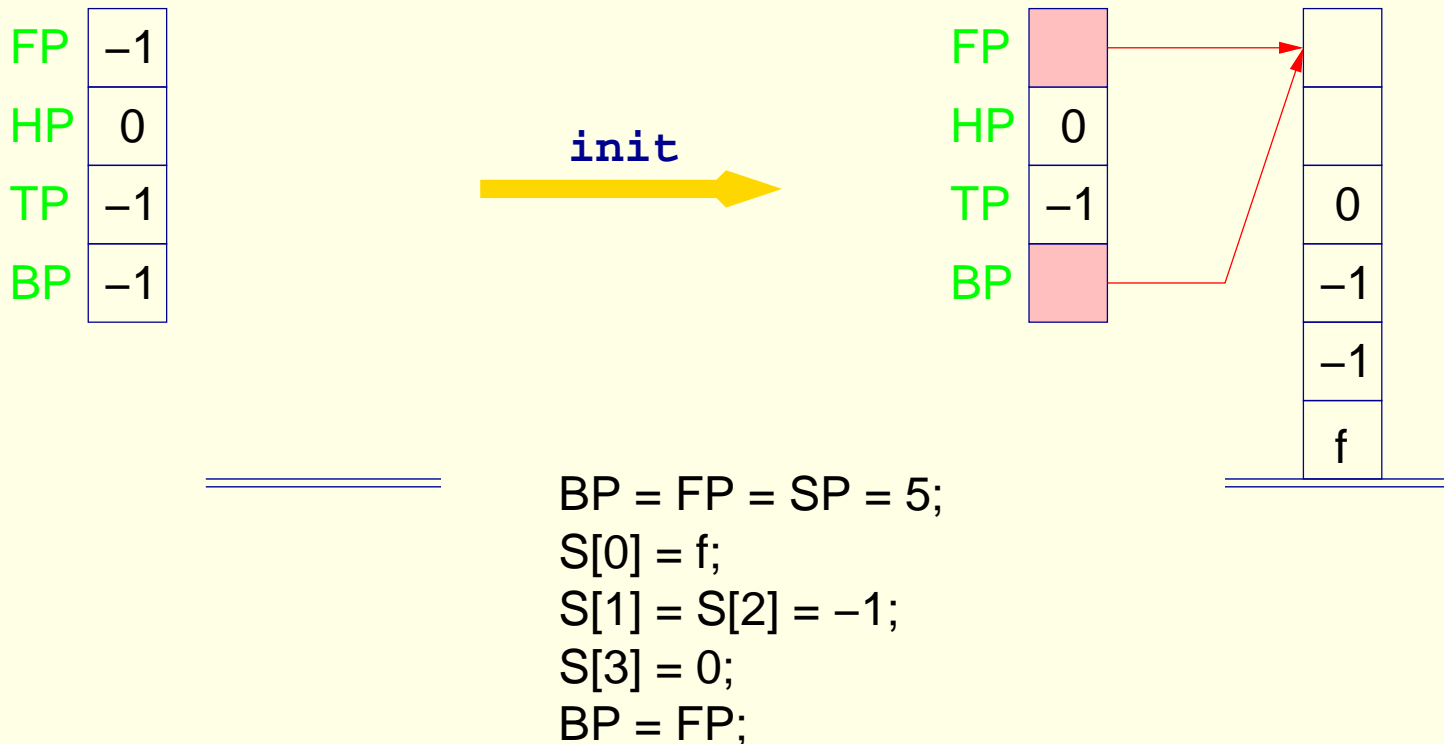 FP –1
HP 0
TP –1
BP –1
init
FP
HP 0
TP –1
BP
0
–1
–1
f
BP = FP = SP = 5;
S[0] = f;
S[1] = S[2] = –1;
S[3] = 0;
BP = FP;